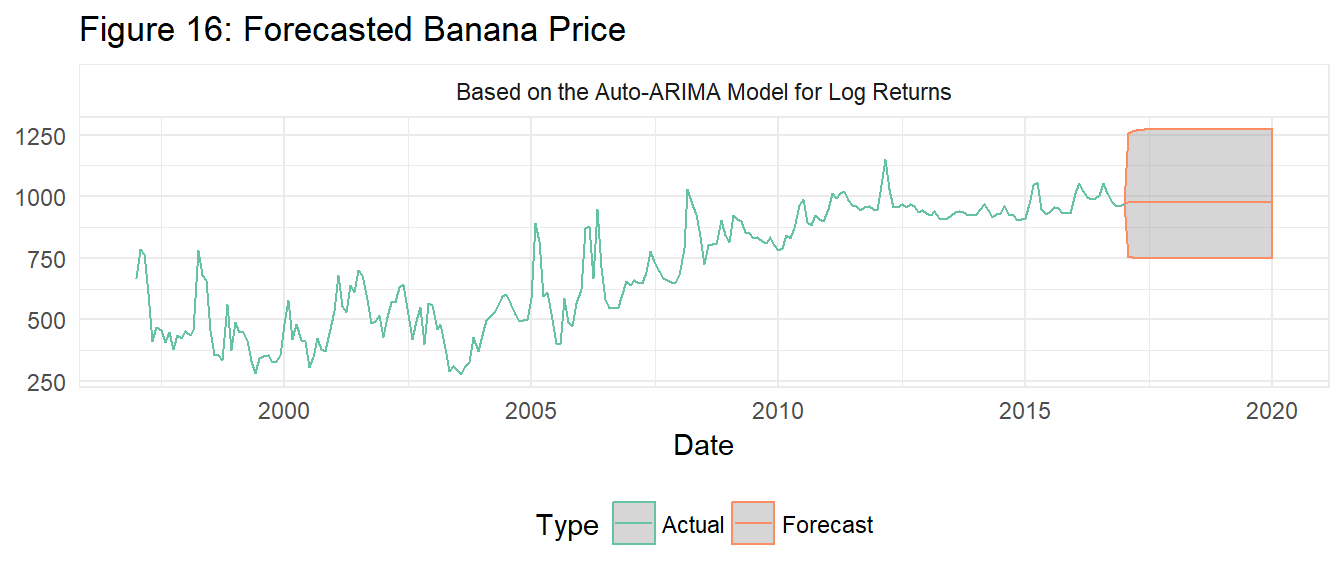 Figure 16: Forecasted Banana Price
Based on the Auto-ARIMA Model for Log Returns
1250
1000
750
500
250
2000 2005 2010 2015 2020
Date
Type Actual Forecast